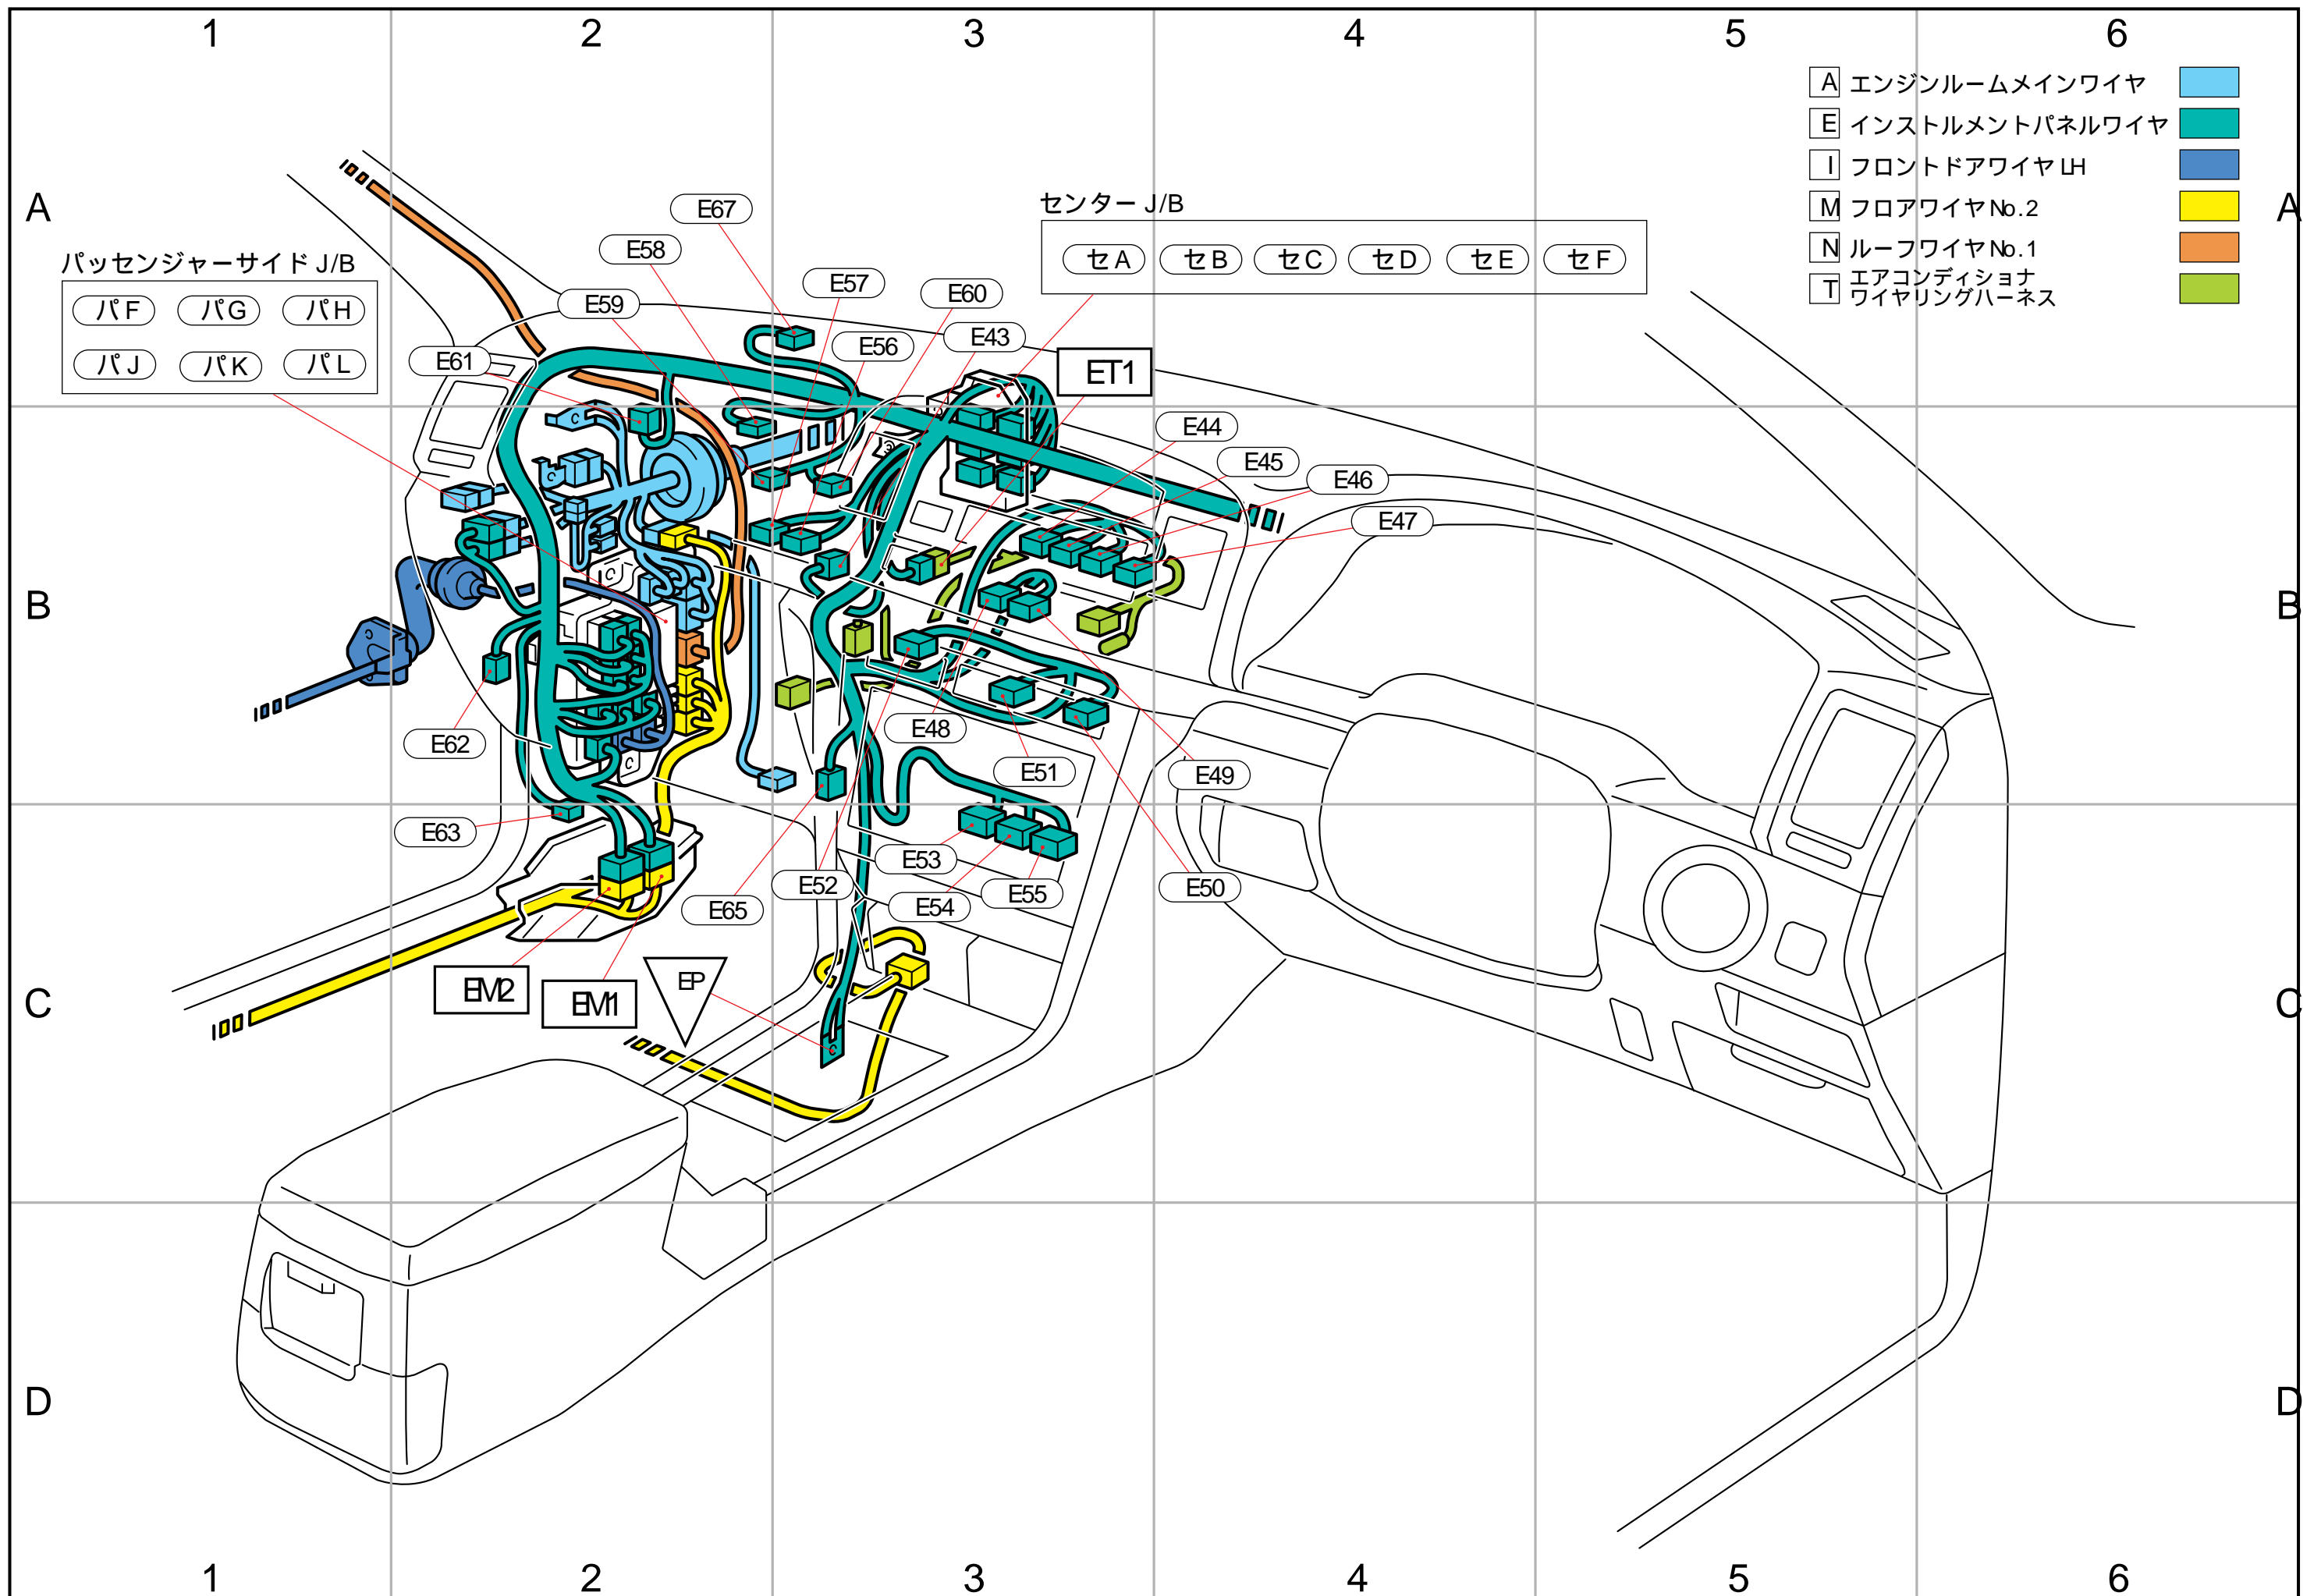 1 2 3 4 5 6
A エンジンルームメインワイヤ
E インストルメントパネルワイヤ
I フロントドアワイヤ LH
M フロアワイヤ No.2
N ルーフワイヤ No.1
T エアコンディショナ
ワイヤリングハーネス
A A
センター J/B
セA セB セC セD セE セF
パッセンジャーサイド J/B
パF パG パH
パJ パK パL
E67
E58
E57
E60
E59
E43
E56
E61
ET1
E44
E45
E46
E47
B B
E48
E62
E51
E49
E63
E53
E52
E50
E55
E54
E65
EM2
EM1
EP
C C
D D
1 2 3 4 5 6